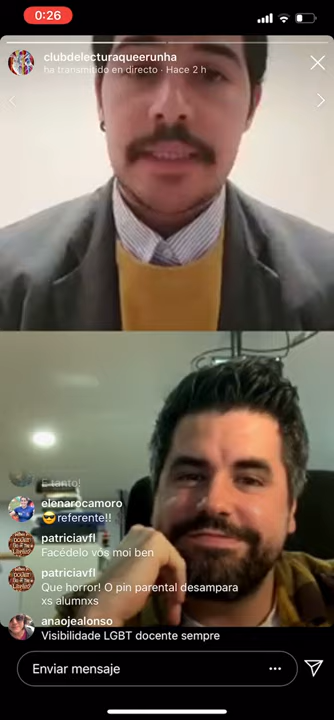 0:26
clubdelecturaqueerunha
ha transmitido en directo · Hace 2 h
E tanto!
elenarocamoro
😎referente!!
patriciavfl
Facédelo vós moi ben
patriciavfl
Que horror! O pin parental desampara
xs alumnxs
anaojealonso
Visibilidade LGBT docente sempre
Enviar mensaje